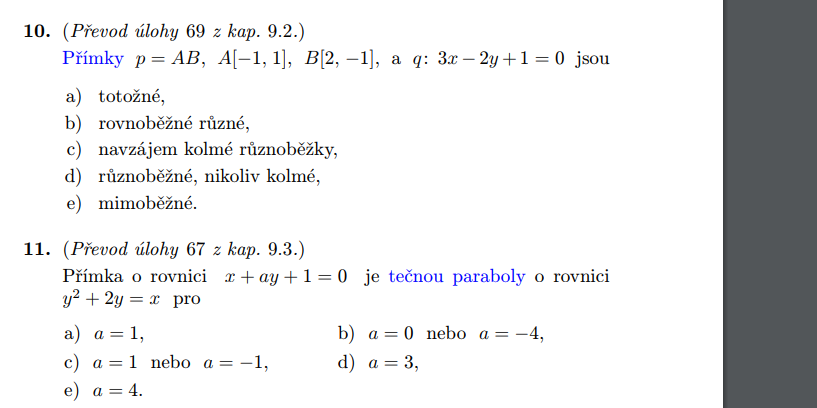 10. (Převod úlohy 69 z kap. 9.2.)
Přímky p = AB, A[−1, 1], B[2, −1], a q: 3x − 2y + 1 = 0 jsou
a) totožné,
b) rovnoběžné různé,
c) navzájem kolmé různoběžky,
d) různoběžné, nikoliv kolmé,
e) mimoběžné.
11. (Převod úlohy 67 z kap. 9.3.)
Přímka o rovnici x + ay + 1 = 0 je tečnou paraboly o rovnici
y² + 2y = x pro
a) a = 1, b) a = 0 nebo a = −4,
c) a = 1 nebo a = −1, d) a = 3,
e) a = 4.